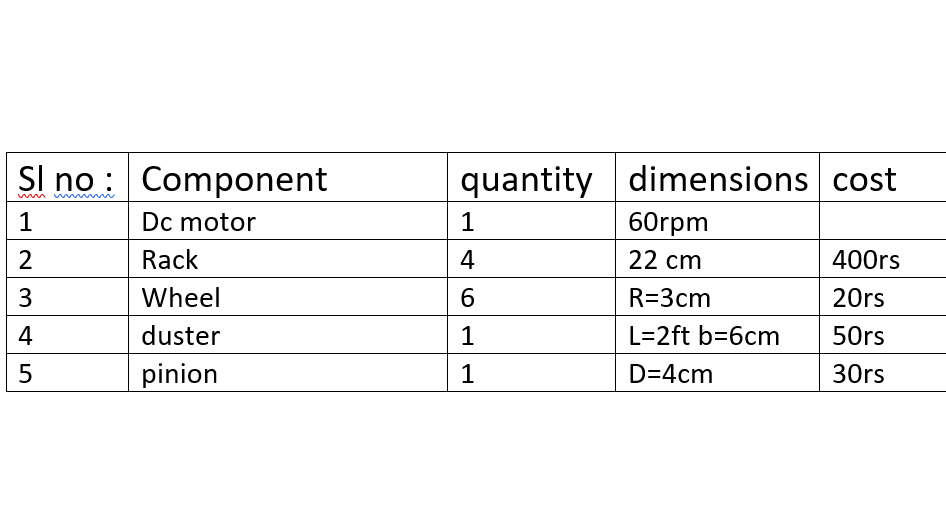 Sl no : Component quantity dimensions cost
1 Dc motor 1 60rpm
2 Rack 4 22 cm 400rs
3 Wheel 6 R=3cm 20rs
4 duster 1 L=2ft b=6cm 50rs
5 pinion 1 D=4cm 30rs